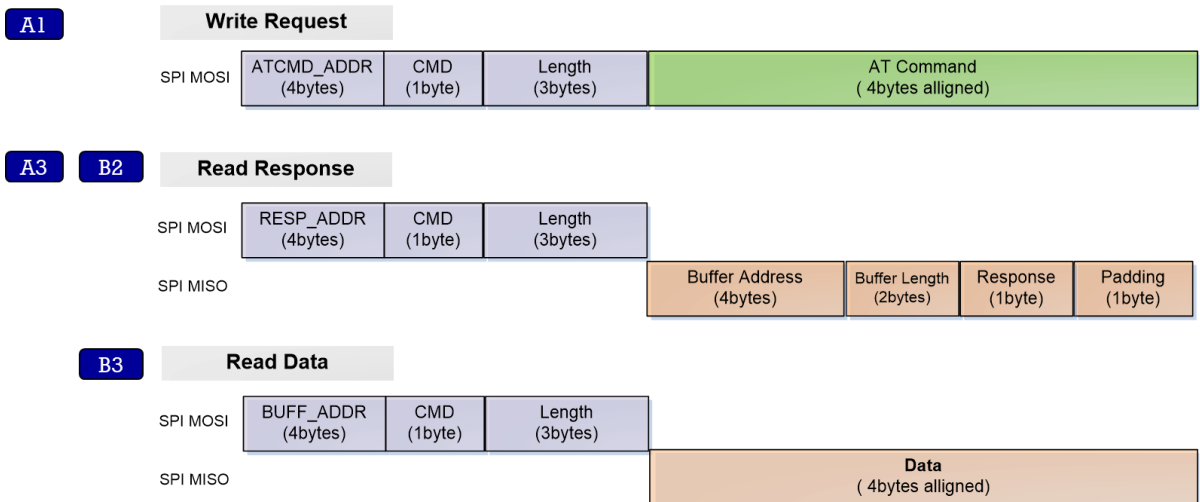 A1
Write Request
SPI MOSI
ATCMD_ADDR
(4bytes)
CMD
(1byte)
Length
(3bytes)
AT Command
( 4bytes alligned)
A3
B2
Read Response
SPI MOSI
RESP_ADDR
(4bytes)
CMD
(1byte)
Length
(3bytes)
SPI MISO
Buffer Address
(4bytes)
Buffer Length
(2bytes)
Response
(1byte)
Padding
(1byte)
B3
Read Data
SPI MOSI
BUFF_ADDR
(4bytes)
CMD
(1byte)
Length
(3bytes)
SPI MISO
Data
( 4bytes alligned)